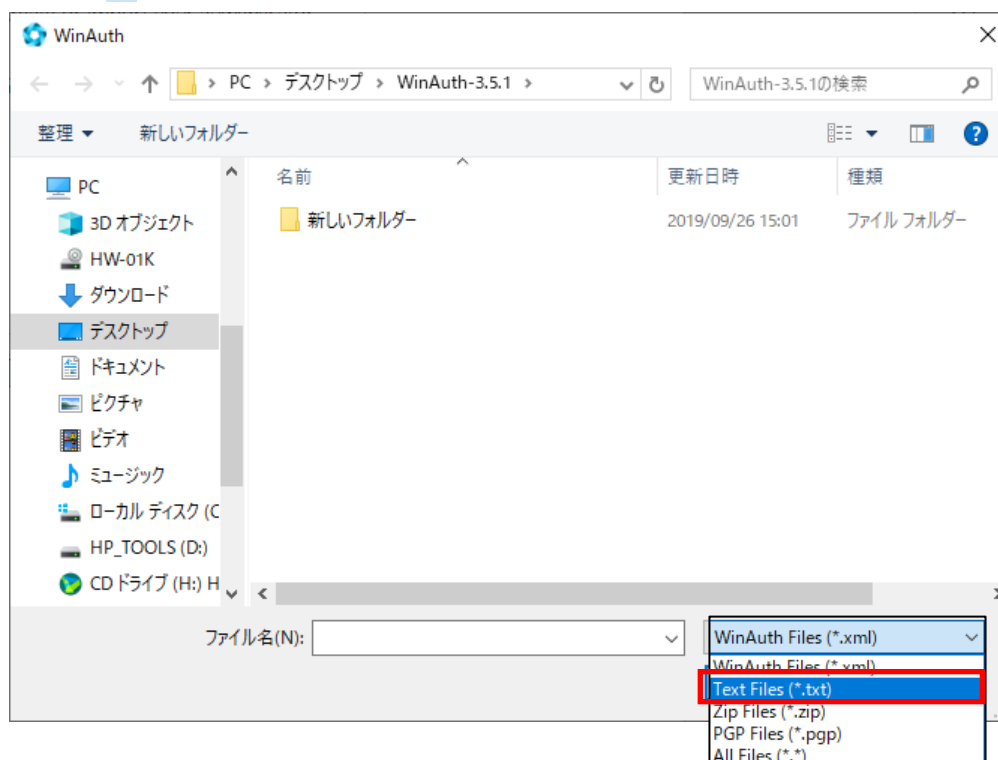 WinAuth
PC > デスクトップ > WinAuth-3.5.1 >
WinAuth-3.5.1の検索
整理
新しいフォルダー
名前
更新日時
種類
PC
3D オブジェクト
HW-01K
ダウンロード
デスクトップ
ドキュメント
ピクチャ
ビデオ
ミュージック
ローカル ディスク (C
HP_TOOLS (D:)
CD ドライブ (H:) H
新しいフォルダー
2019/09/26 15:01
ファイル フォルダー
ファイル名(N):
WinAuth Files (*.xml)
WinAuth Files (*.xml)
Text Files (*.txt)
Zip Files (*.zip)
PGP Files (*.pgp)
All Files (*.*)